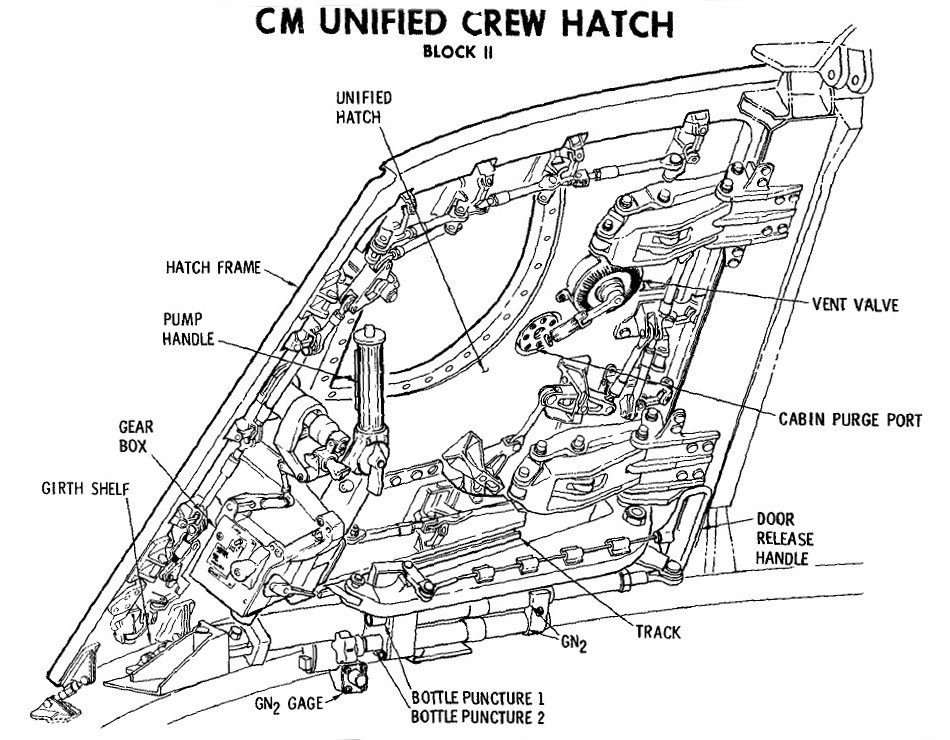 CM UNIFIED CREW HATCH
BLOCK II
UNIFIED
HATCH
HATCH FRAME
PUMP
HANDLE
VENT VALVE
CABIN PURGE PORT
GEAR
BOX
GIRTH SHELF
DOOR
RELEASE
HANDLE
TRACK
GN2
GN2 GAGE
BOTTLE PUNCTURE 1
BOTTLE PUNCTURE 2